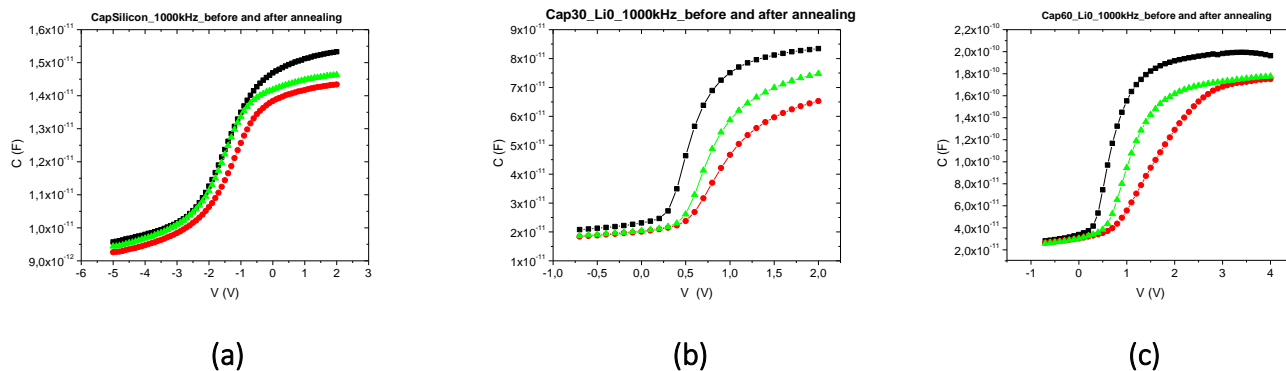 CapSilicon_1000kHz_before and after annealing
1,6x10⁻¹¹
1,5x10⁻¹¹
1,4x10⁻¹¹
1,3x10⁻¹¹
1,2x10⁻¹¹
1,1x10⁻¹¹
1,0x10⁻¹¹
9,0x10⁻¹²
C (F)
-5 -4 -3 -2 -1 0 1 2 3
V (V)
(a)
Cap30_Li0_1000kHz_before and after annealing
9x10⁻¹¹
8x10⁻¹¹
7x10⁻¹¹
6x10⁻¹¹
5x10⁻¹¹
4x10⁻¹¹
3x10⁻¹¹
2x10⁻¹¹
1x10⁻¹¹
C (F)
-1,0 -0,5 0,0 0,5 1,0 1,5 2,0
V (V)
(b)
Cap60_Li0_1000kHz_before and after annealing
2,2x10⁻¹⁰
2,0x10⁻¹⁰
1,8x10⁻¹⁰
1,6x10⁻¹⁰
1,4x10⁻¹⁰
1,2x10⁻¹⁰
1,0x10⁻¹⁰
8,0x10⁻¹¹
6,0x10⁻¹¹
4,0x10⁻¹¹
2,0x10⁻¹¹
C (F)
-1 0 1 2 3 4
V (V)
(c)